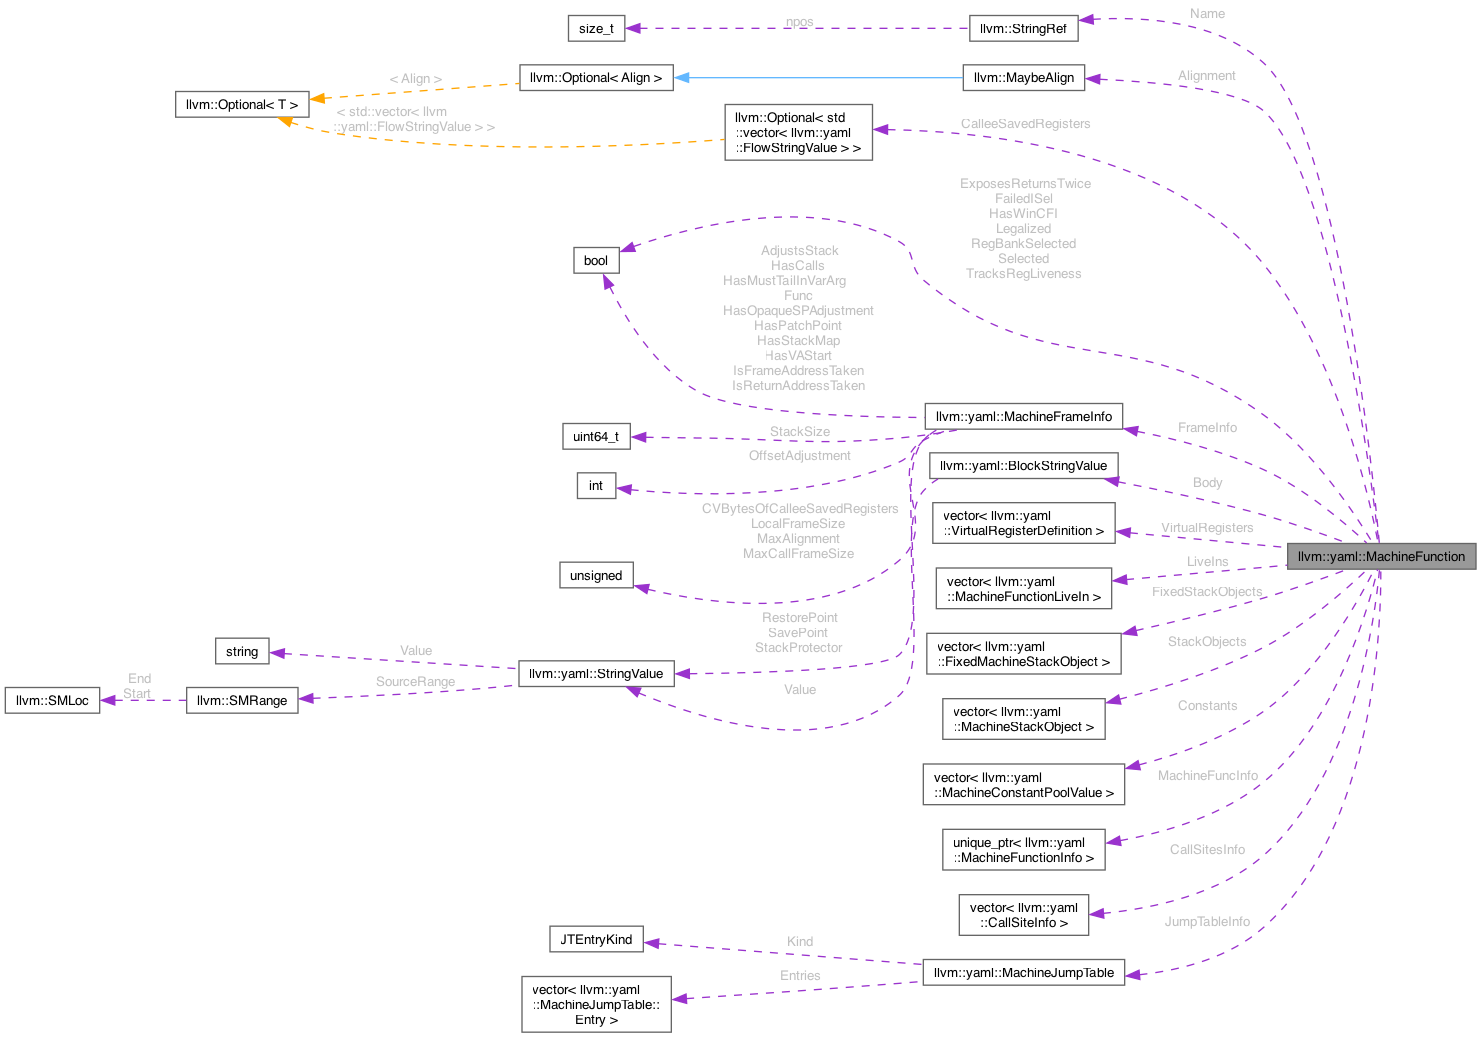 Name
npos
size_t
llvm::StringRef
< Align >
llvm::Optional< Align >
llvm::MaybeAlign
Alignment
llvm::Optional< T >
< std::vector< llvm
::yaml::FlowStringValue > >
llvm::Optional< std
::vector< llvm::yaml
::FlowStringValue > >
CalleeSavedRegisters
ExposesReturnsTwice
FailedISel
HasWinCFI
Legalized
RegBankSelected
Selected
TracksRegLiveness
bool
AdjustsStack
HasCalls
HasMustTailInVarArg
Func
HasOpaqueSPAdjustment
HasPatchPoint
HasStackMap
HasVAStart
IsFrameAddressTaken
IsReturnAddressTaken
llvm::yaml::MachineFrameInfo
FrameInfo
uint64_t
StackSize
OffsetAdjustment
int
llvm::yaml::BlockStringValue
Body
CVBytesOfCalleeSavedRegisters
LocalFrameSize
MaxAlignment
MaxCallFrameSize
vector< llvm::yaml
::VirtualRegisterDefinition >
VirtualRegisters
llvm::yaml::MachineFunction
unsigned
vector< llvm::yaml
::MachineFunctionLiveIn >
LiveIns
FixedStackObjects
RestorePoint
SavePoint
StackProtector
vector< llvm::yaml
::FixedMachineStackObject >
StackObjects
string
Value
llvm::yaml::StringValue
SourceRange
Value
End
Start
llvm::SMLoc
llvm::SMRange
vector< llvm::yaml
::MachineStackObject >
Constants
vector< llvm::yaml
::MachineConstantPoolValue >
MachineFuncInfo
unique_ptr< llvm::yaml
::MachineFunctionInfo >
CallSitesInfo
vector< llvm::yaml
::CallSiteInfo >
JumpTableInfo
JTEntryKind
Kind
llvm::yaml::MachineJumpTable
Entries
vector< llvm::yaml
::MachineJumpTable::
Entry >